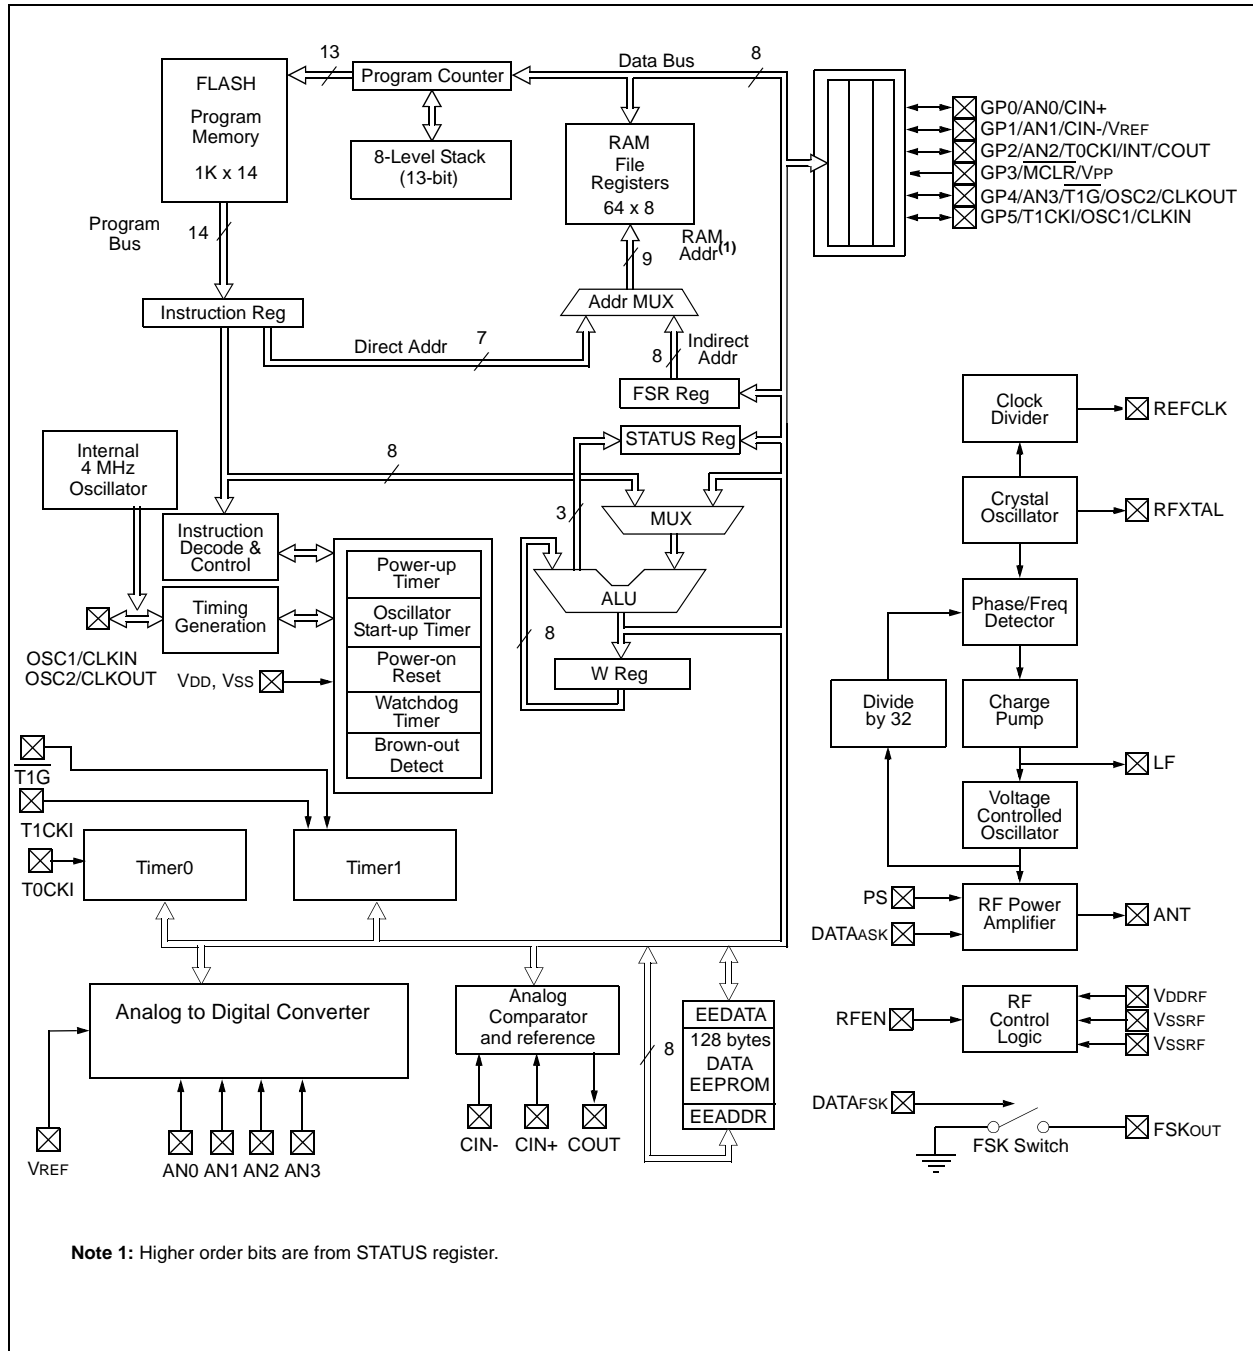 FLASH
Program
Memory
1K x 14
13
Program Counter
Data Bus
8
8-Level Stack
(13-bit)
RAM
File
Registers
64 x 8
GP0/AN0/CIN+
GP1/AN1/CIN-/VREF
GP2/AN2/T0CKI/INT/COUT
GP3/MCLR/VPP
GP4/AN3/T1G/OSC2/CLKOUT
GP5/T1CKI/OSC1/CLKIN
Program
Bus
14
RAM
Addr(1)
9
Addr MUX
Instruction Reg
Direct Addr
7
Indirect
Addr
8
FSR Reg
STATUS Reg
8
Internal
4 MHz
Oscillator
3
MUX
Instruction
Decode &
Control
Timing
Generation
OSC1/CLKIN
OSC2/CLKOUT
VDD, VSS
Power-up
Timer
Oscillator
Start-up Timer
Power-on
Reset
Watchdog
Timer
Brown-out
Detect
ALU
8
W Reg
T1G
T1CKI
T0CKI
Timer0
Timer1
Analog to Digital Converter
VREF
AN0 AN1 AN2 AN3
Analog
Comparator
and reference
CIN-
CIN+
COUT
8
EEDATA
128 bytes
DATA
EEPROM
EEADDR
Clock
Divider
REFCLK
Crystal
Oscillator
RFXTAL
Phase/Freq
Detector
Divide
by 32
Charge
Pump
LF
Voltage
Controlled
Oscillator
PS
DATAASK
RF Power
Amplifier
ANT
RFEN
RF
Control
Logic
VDDRF
VSSRF
VSSRF
DATAFSK
FSK Switch
FSKOUT
Note 1: Higher order bits are from STATUS register.